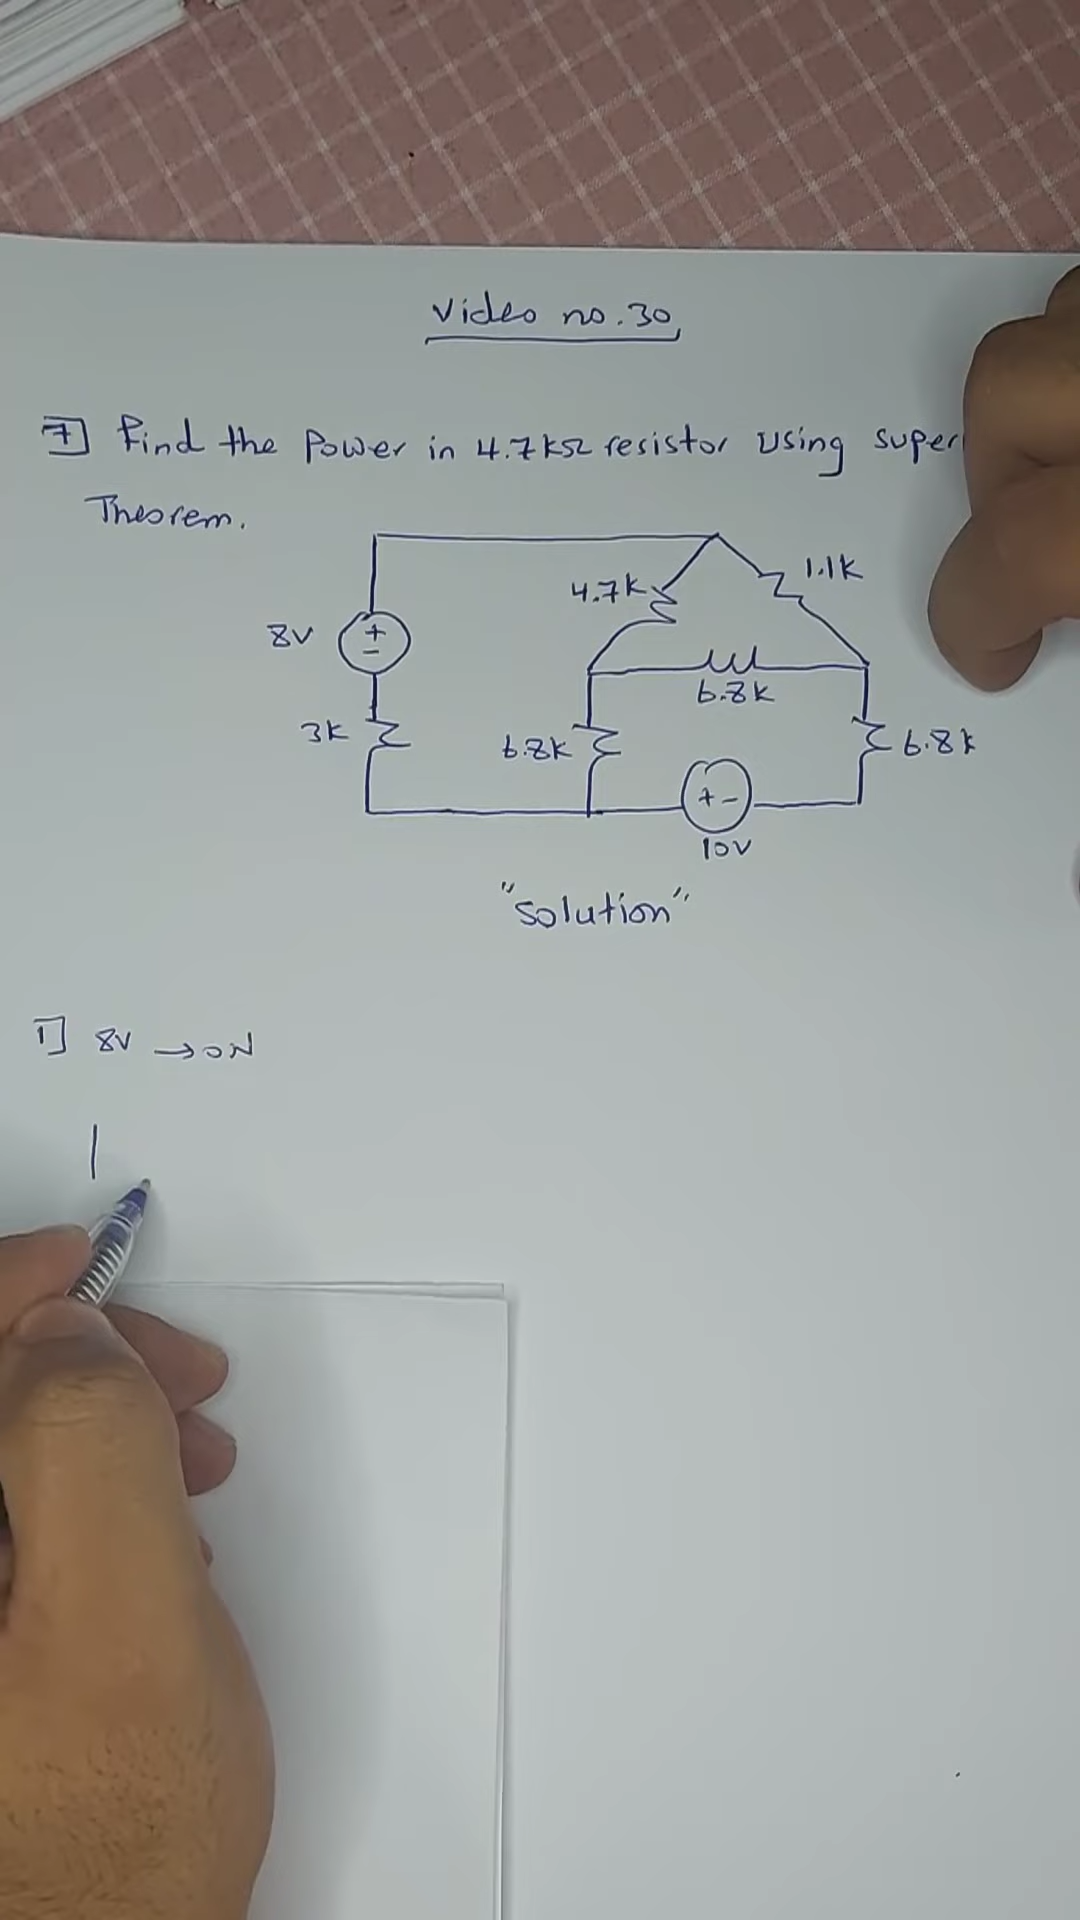 Video no.30
7] find the Power in 4.7kΩ resistor using super
Theorem.
4.7k
1.1k
8V
+
-
6.8k
3k
6.8k
6.8k
+ -
10V
"solution"
1] 8V → ON